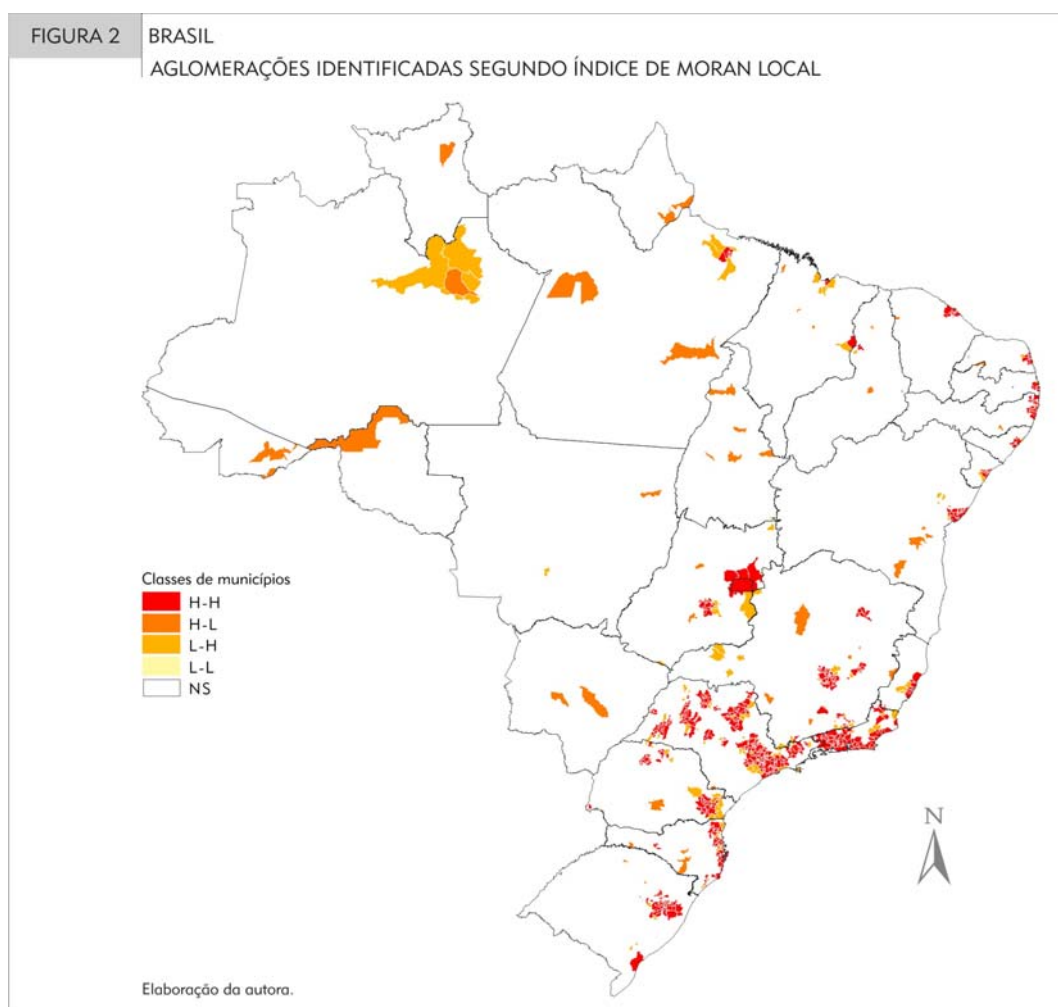 FIGURA 2
BRASIL
AGLOMERAÇÕES IDENTIFICADAS SEGUNDO ÍNDICE DE MORAN LOCAL
N
Classes de municípios
H-H
H-L
L-H
L-L
NS
Elaboração da autora.